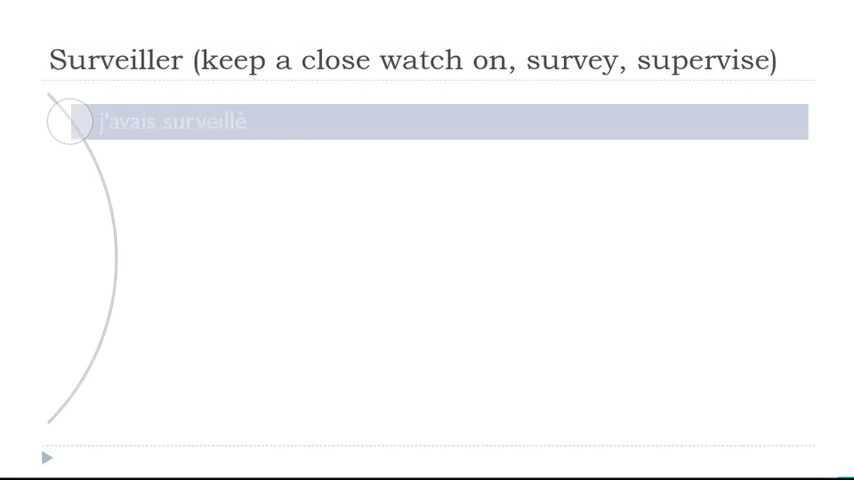 Surveiller (keep a close watch on, survey, supervise)
j'avais surveillé